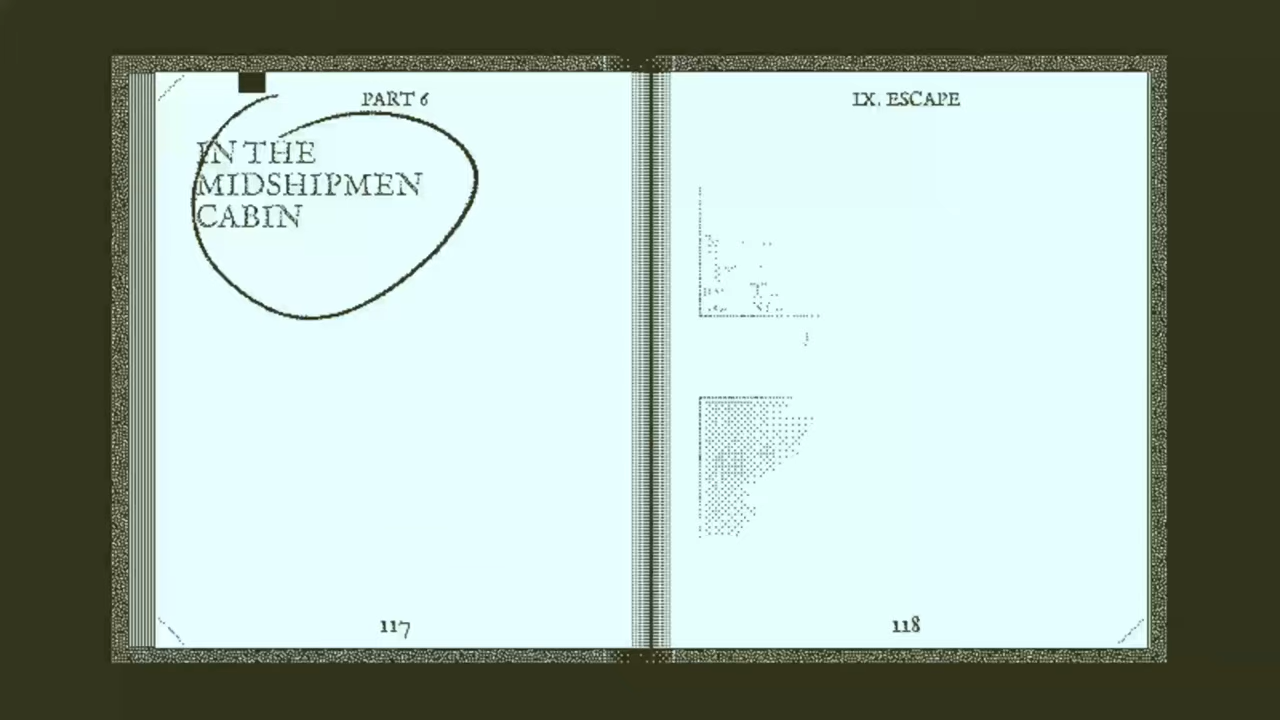 PART 6
IN THE
MIDSHIPMEN
CABIN
117
IX. ESCAPE
118